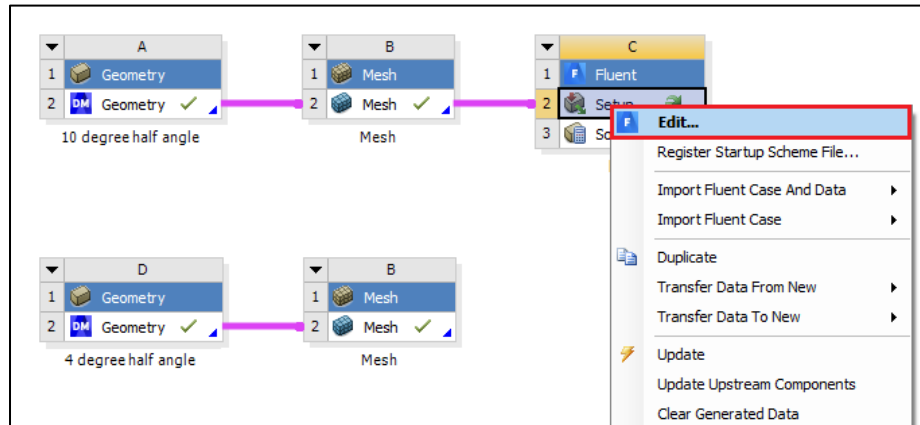 A
1 Geometry
2 DM Geometry
10 degree half angle
B
1 Mesh
2 Mesh
Mesh
C
1 F Fluent
2 Setup
3
F Edit...
Register Startup Scheme File...
Import Fluent Case And Data
Import Fluent Case
Duplicate
Transfer Data From New
Transfer Data To New
Update
Update Upstream Components
Clear Generated Data
D
1 Geometry
2 DM Geometry
4 degree half angle
B
1 Mesh
2 Mesh
Mesh